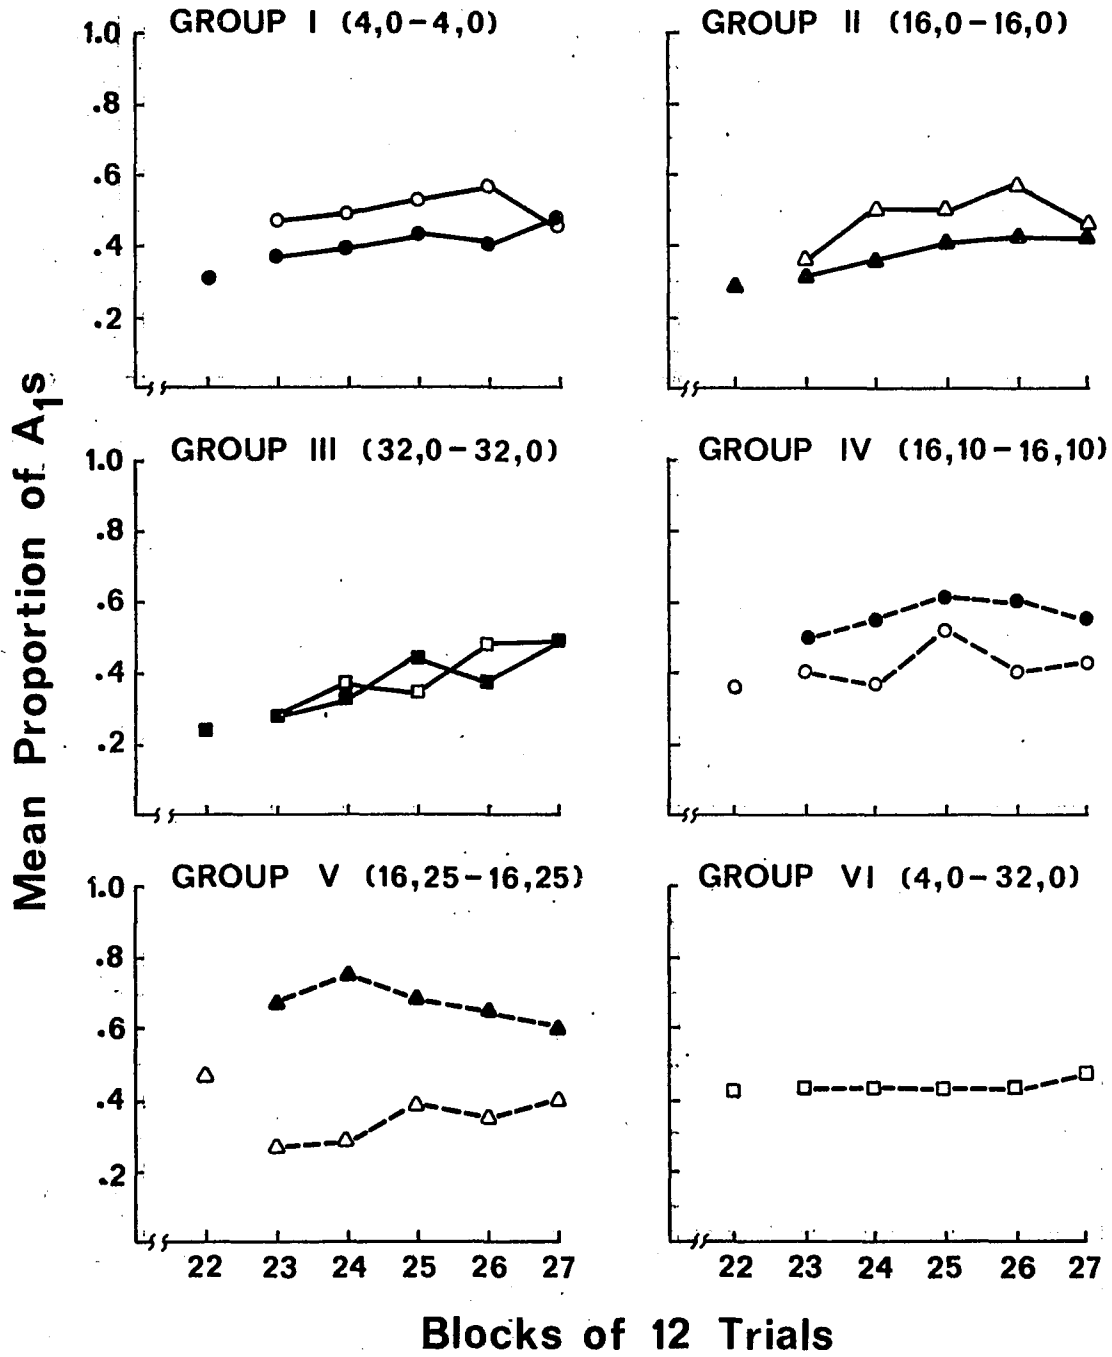 GROUP I (4,0-4,0)
GROUP II (16,0-16,0)
1.0
.8
.6
.4
.2
GROUP III (32,0-32,0)
GROUP IV (16,10-16,10)
1.0
.8
.6
.4
.2
GROUP V (16,25-16,25)
GROUP VI (4,0-32,0)
1.0
.8
.6
.4
.2
22 23 24 25 26 27
22 23 24 25 26 27
Mean Proportion of A1s
Blocks of 12 Trials